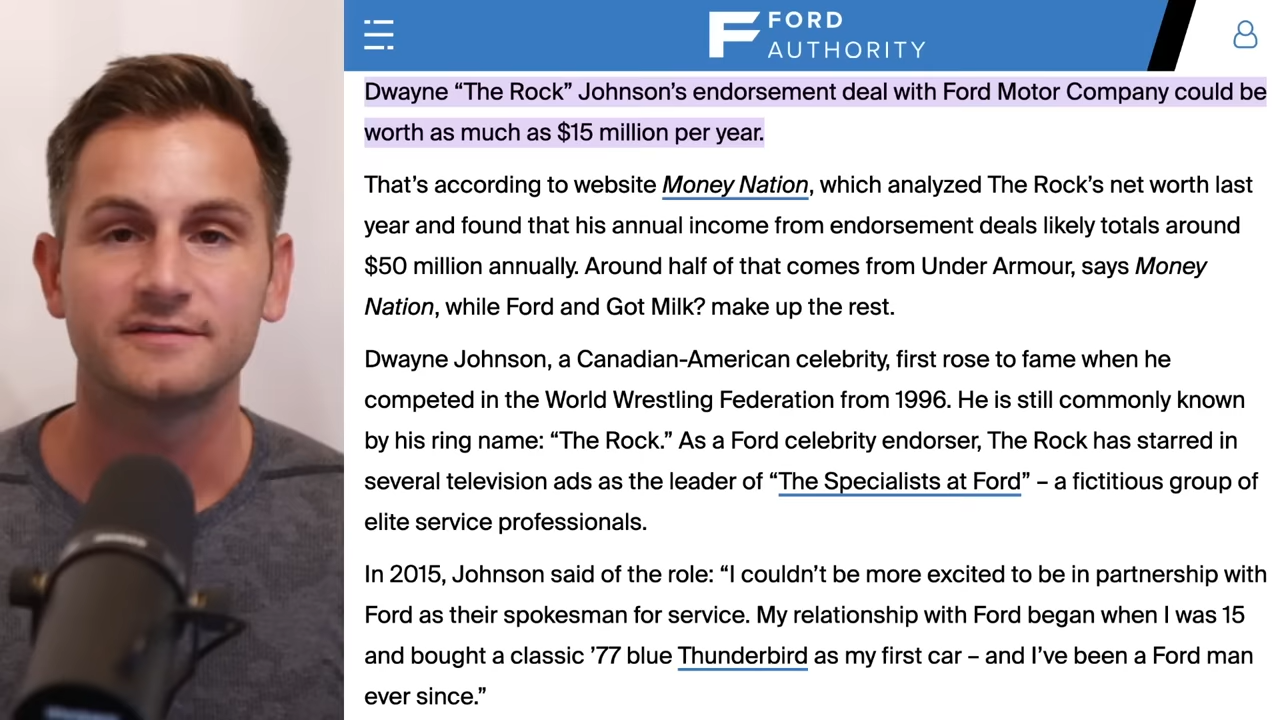 FORD
AUTHORITY
Dwayne “The Rock” Johnson’s endorsement deal with Ford Motor Company could be
worth as much as $15 million per year.
That’s according to website Money Nation, which analyzed The Rock’s net worth last
year and found that his annual income from endorsement deals likely totals around
$50 million annually. Around half of that comes from Under Armour, says Money
Nation, while Ford and Got Milk? make up the rest.
Dwayne Johnson, a Canadian-American celebrity, first rose to fame when he
competed in the World Wrestling Federation from 1996. He is still commonly known
by his ring name: “The Rock.” As a Ford celebrity endorser, The Rock has starred in
several television ads as the leader of “The Specialists at Ford” – a fictitious group of
elite service professionals.
In 2015, Johnson said of the role: “I couldn’t be more excited to be in partnership with
Ford as their spokesman for service. My relationship with Ford began when I was 15
and bought a classic ’77 blue Thunderbird as my first car – and I’ve been a Ford man
ever since.”